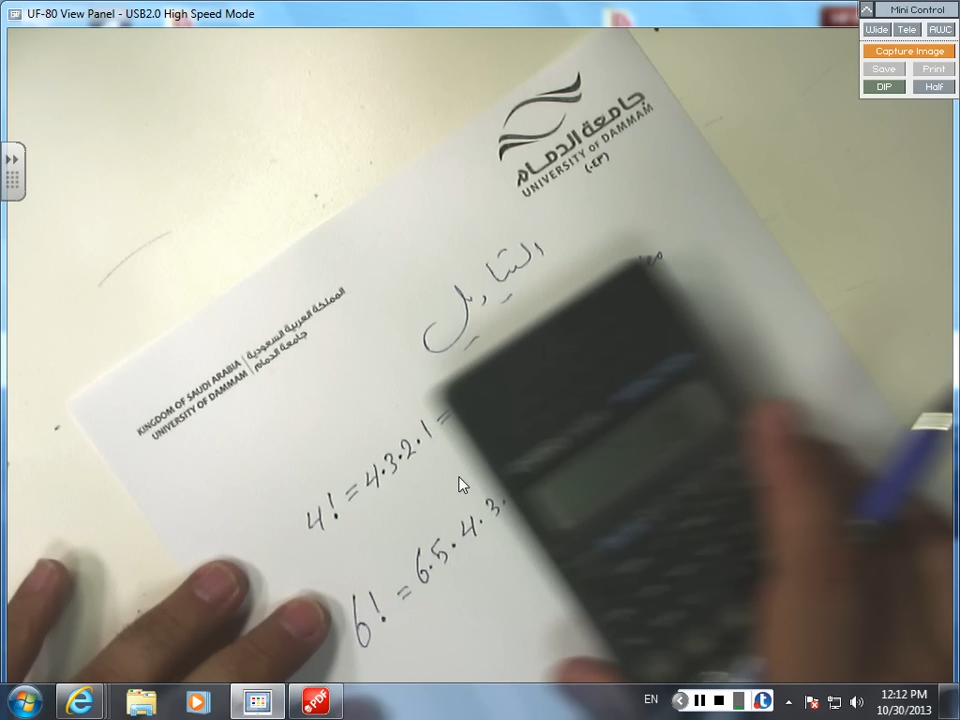 UF-80 View Panel - USB2.0 High Speed Mode
Mini Control
Wide Tele AWC
Capture Image
Save Print
DIP Half
جامعة الدمام
UNIVERSITY OF DAMMAM
(٠٤٣)
التباديل
المملكة العربية السعودية
جامعة الدمام
KINGDOM OF SAUDI ARABIA
UNIVERSITY OF DAMMAM
4! = 4·3·2·1 =
6! = 6·5·4·3·
PDF
EN
12:12 PM
10/30/2013